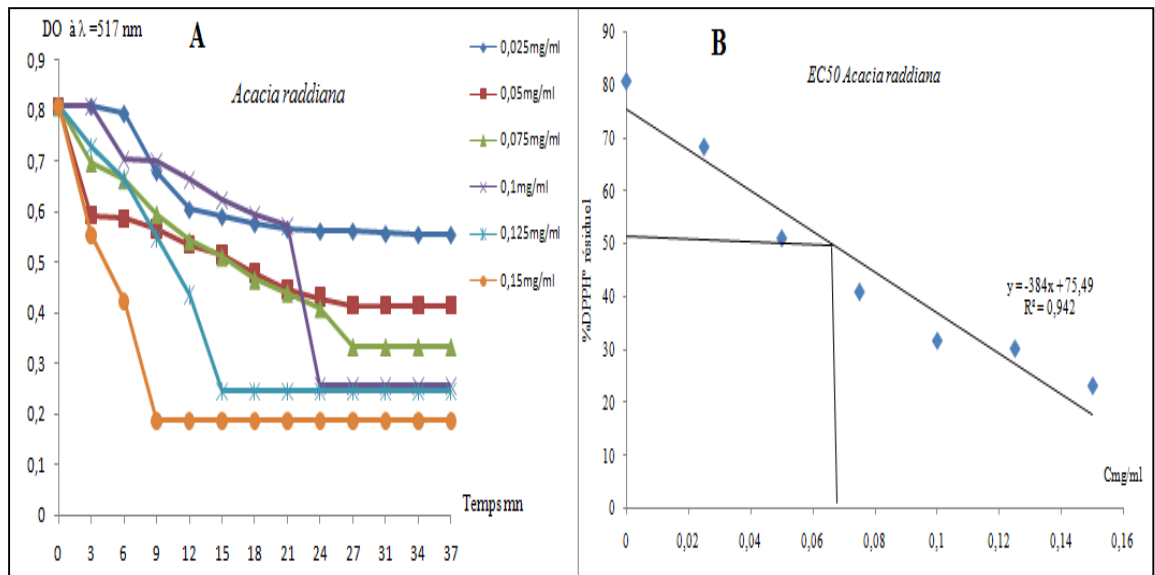 DO à λ =517 nm
A
Acacia raddiana
0,9
0,8
0,7
0,6
0,5
0,4
0,3
0,2
0,1
0
0 3 6 9 12 15 18 21 24 27 31 34 37
Temps mn
0,025mg/ml
0,05mg/ml
0,075mg/ml
0,1mg/ml
0,125mg/ml
0,15mg/ml
B
EC50 Acacia raddiana
%DPPH° résiduel
90
80
70
60
50
40
30
20
10
0
y = -384x + 75,49
R² = 0,942
Cmg/ml
0 0,02 0,04 0,06 0,08 0,1 0,12 0,14 0,16